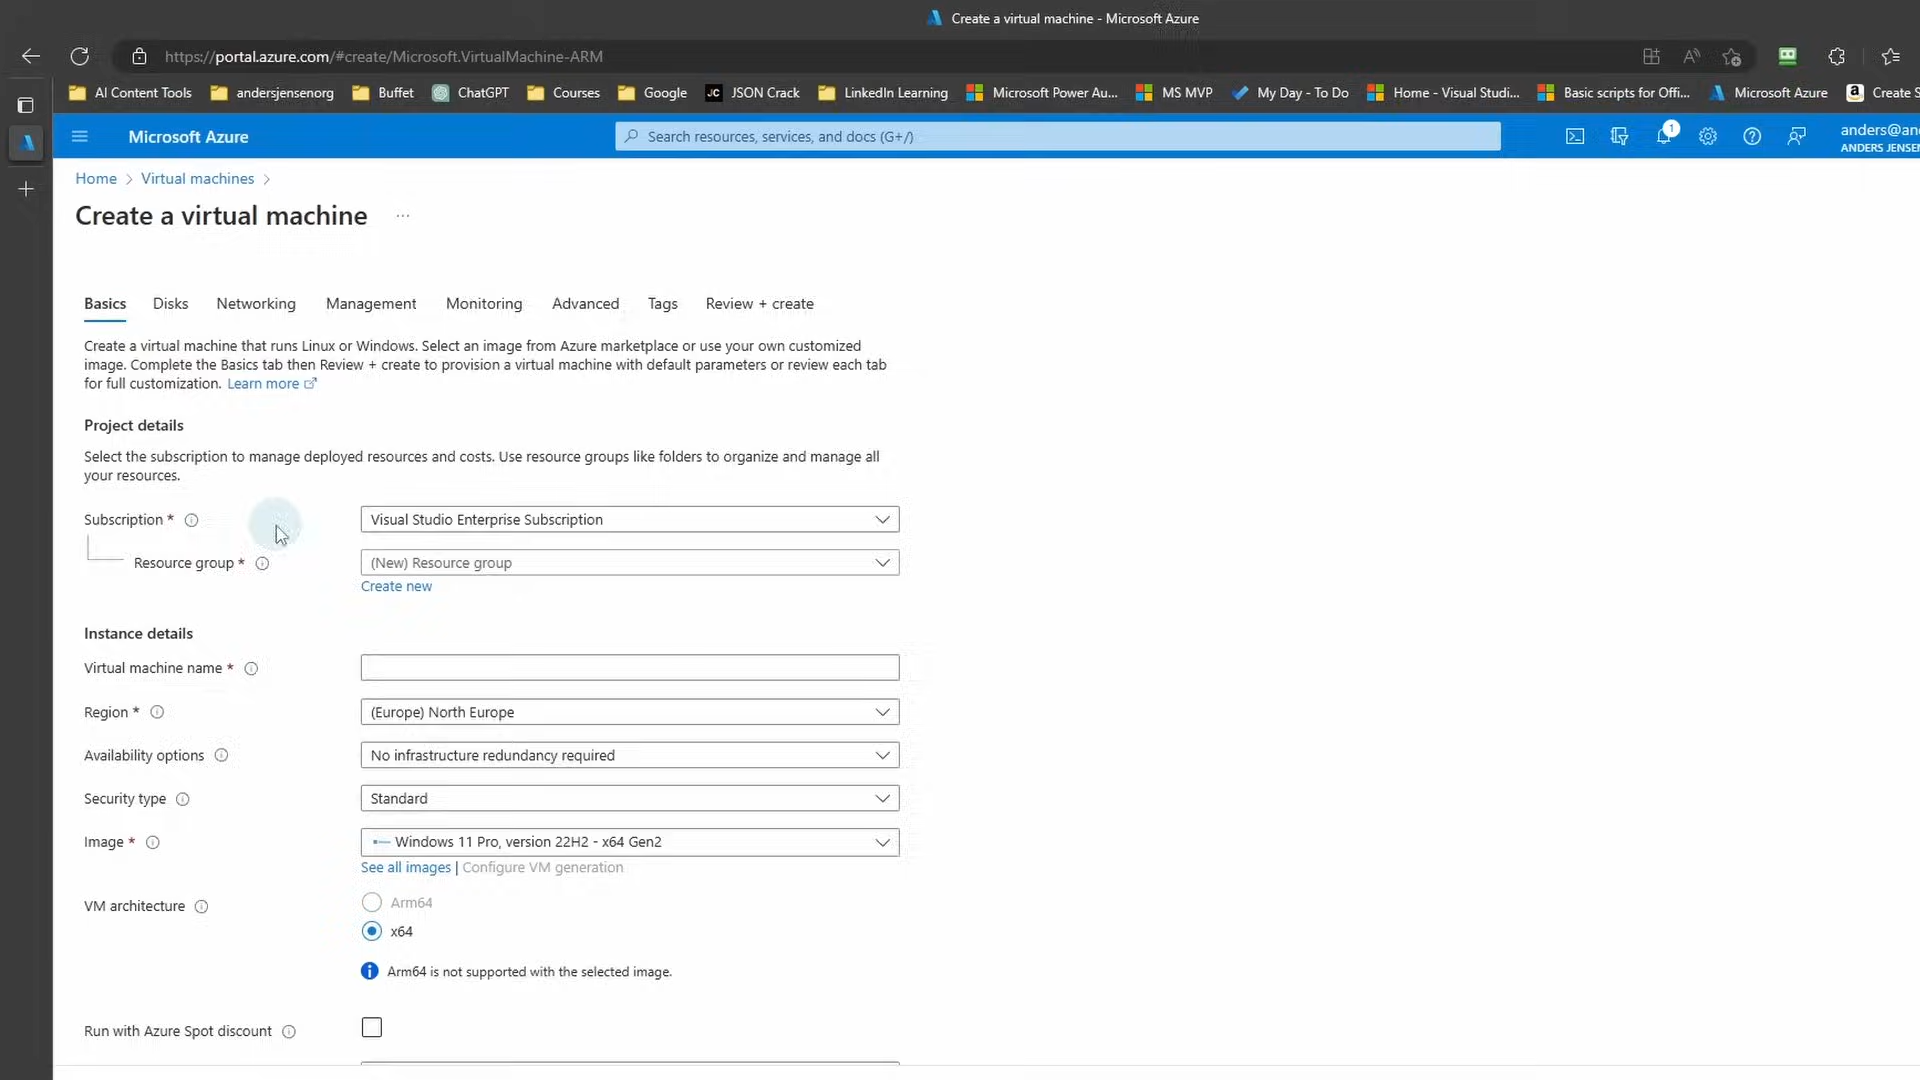 Create a virtual machine - Microsoft Azure
https://portal.azure.com/#create/Microsoft.VirtualMachine-ARM
AI Content Tools andersjensenorg Buffet ChatGPT Courses Google JC JSON Crack LinkedIn Learning Microsoft Power Au... MS MVP My Day - To Do Home - Visual Studi... Basic scripts for Offi... Microsoft Azure a Create S
Microsoft Azure
Search resources, services, and docs (G+/)
1
anders@and
ANDERS JENSEN
Home > Virtual machines >
Create a virtual machine ...
Basics Disks Networking Management Monitoring Advanced Tags Review + create
Create a virtual machine that runs Linux or Windows. Select an image from Azure marketplace or use your own customized
image. Complete the Basics tab then Review + create to provision a virtual machine with default parameters or review each tab
for full customization. Learn more
Project details
Select the subscription to manage deployed resources and costs. Use resource groups like folders to organize and manage all
your resources.
Subscription * Visual Studio Enterprise Subscription
Resource group * (New) Resource group
Create new
Instance details
Virtual machine name *
Region * (Europe) North Europe
Availability options No infrastructure redundancy required
Security type Standard
Image * Windows 11 Pro, version 22H2 - x64 Gen2
See all images | Configure VM generation
VM architecture Arm64
x64
Arm64 is not supported with the selected image.
Run with Azure Spot discount